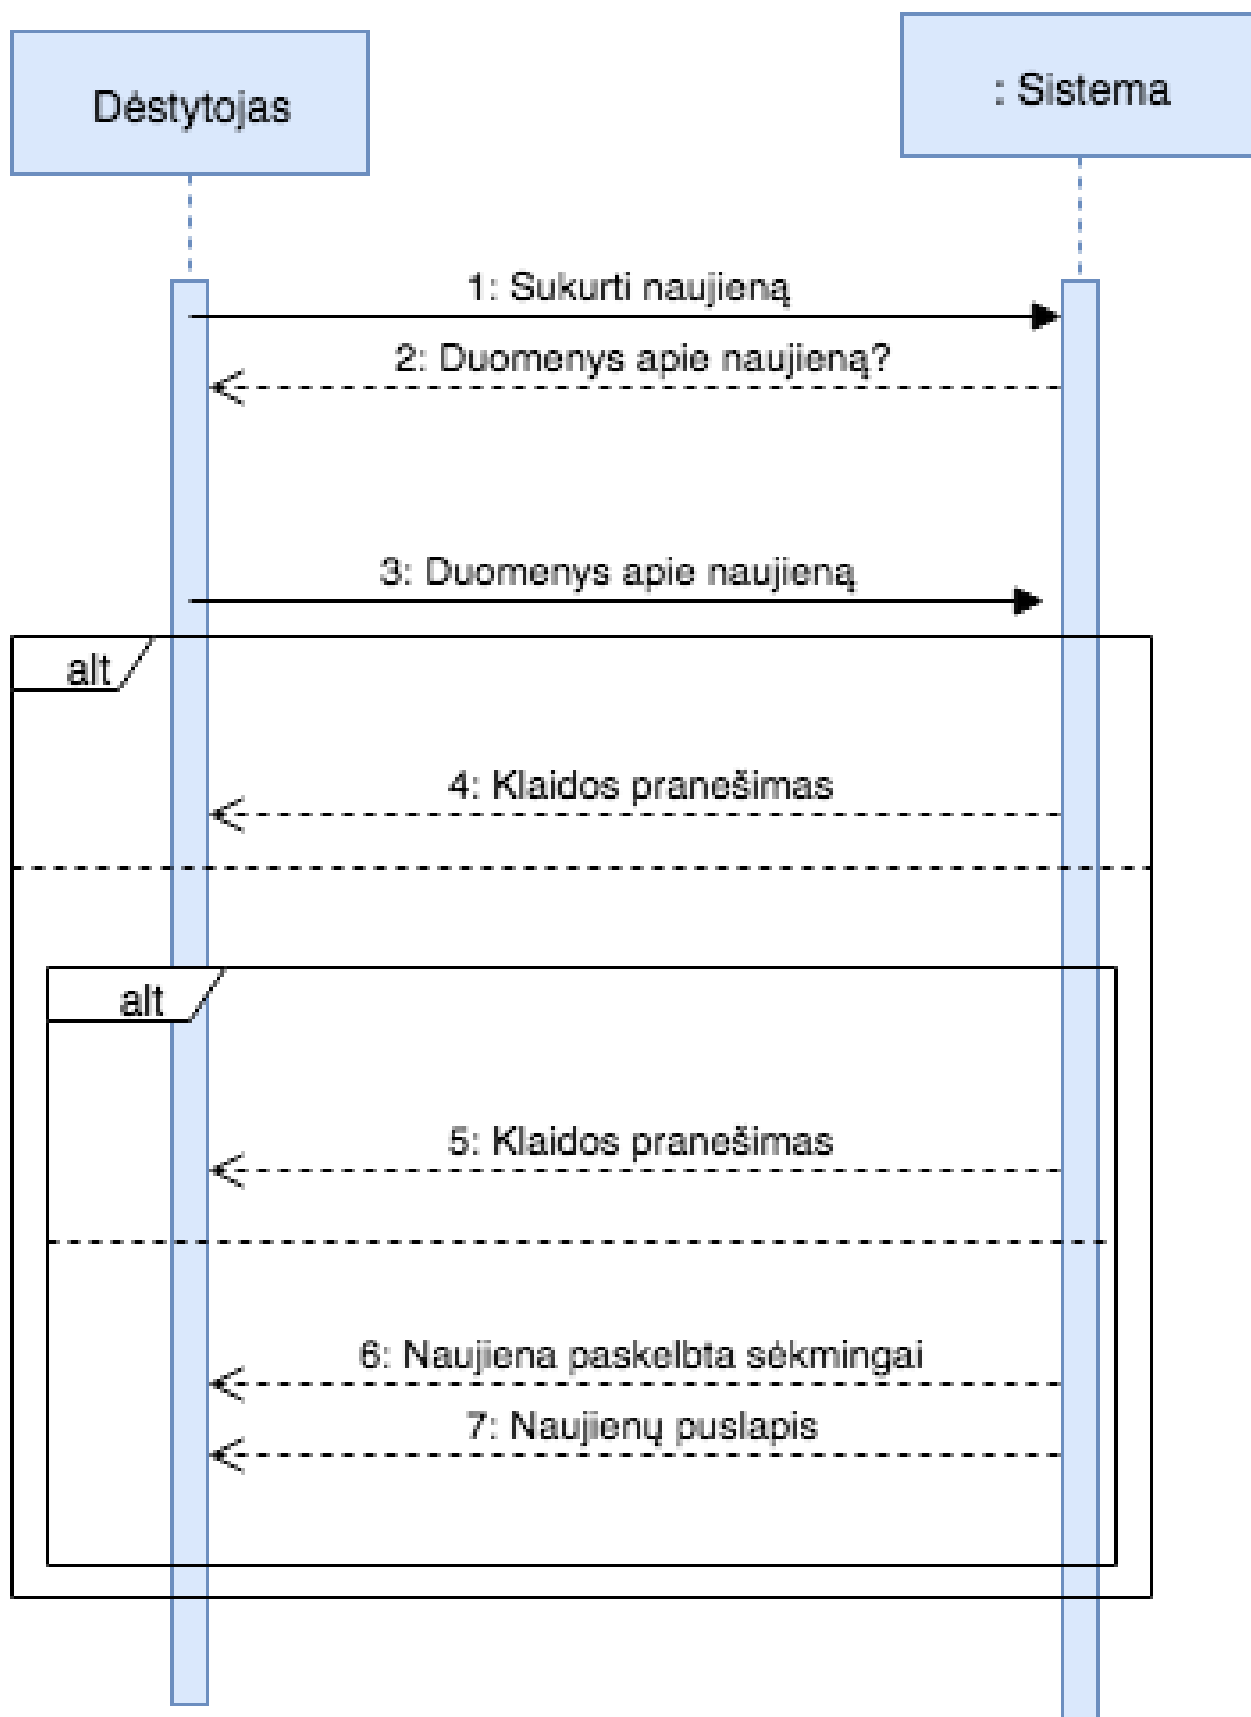 Dėstytojas
: Sistema
1: Sukurti naujieną
2: Duomenys apie naujieną?
3: Duomenys apie naujieną
alt
4: Klaidos pranešimas
alt
5: Klaidos pranešimas
6: Naujiena paskelbta sėkmingai
7: Naujienų puslapis